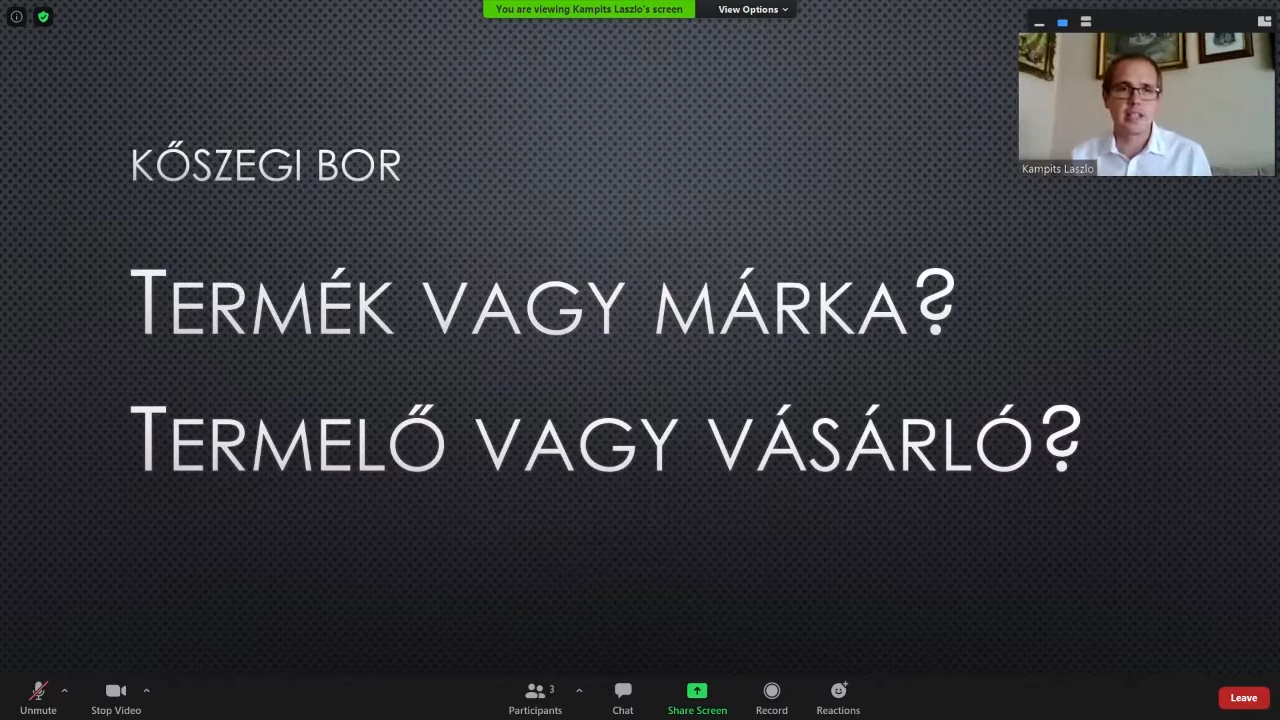 You are viewing Kampits Laszlo's screen
View Options
Kampits Laszlo
KŐSZEGI BOR
TERMÉK VAGY MÁRKA?
TERMELŐ VAGY VÁSÁRLÓ?
Unmute
Stop Video
3
Participants
Chat
Share Screen
Record
Reactions
Leave